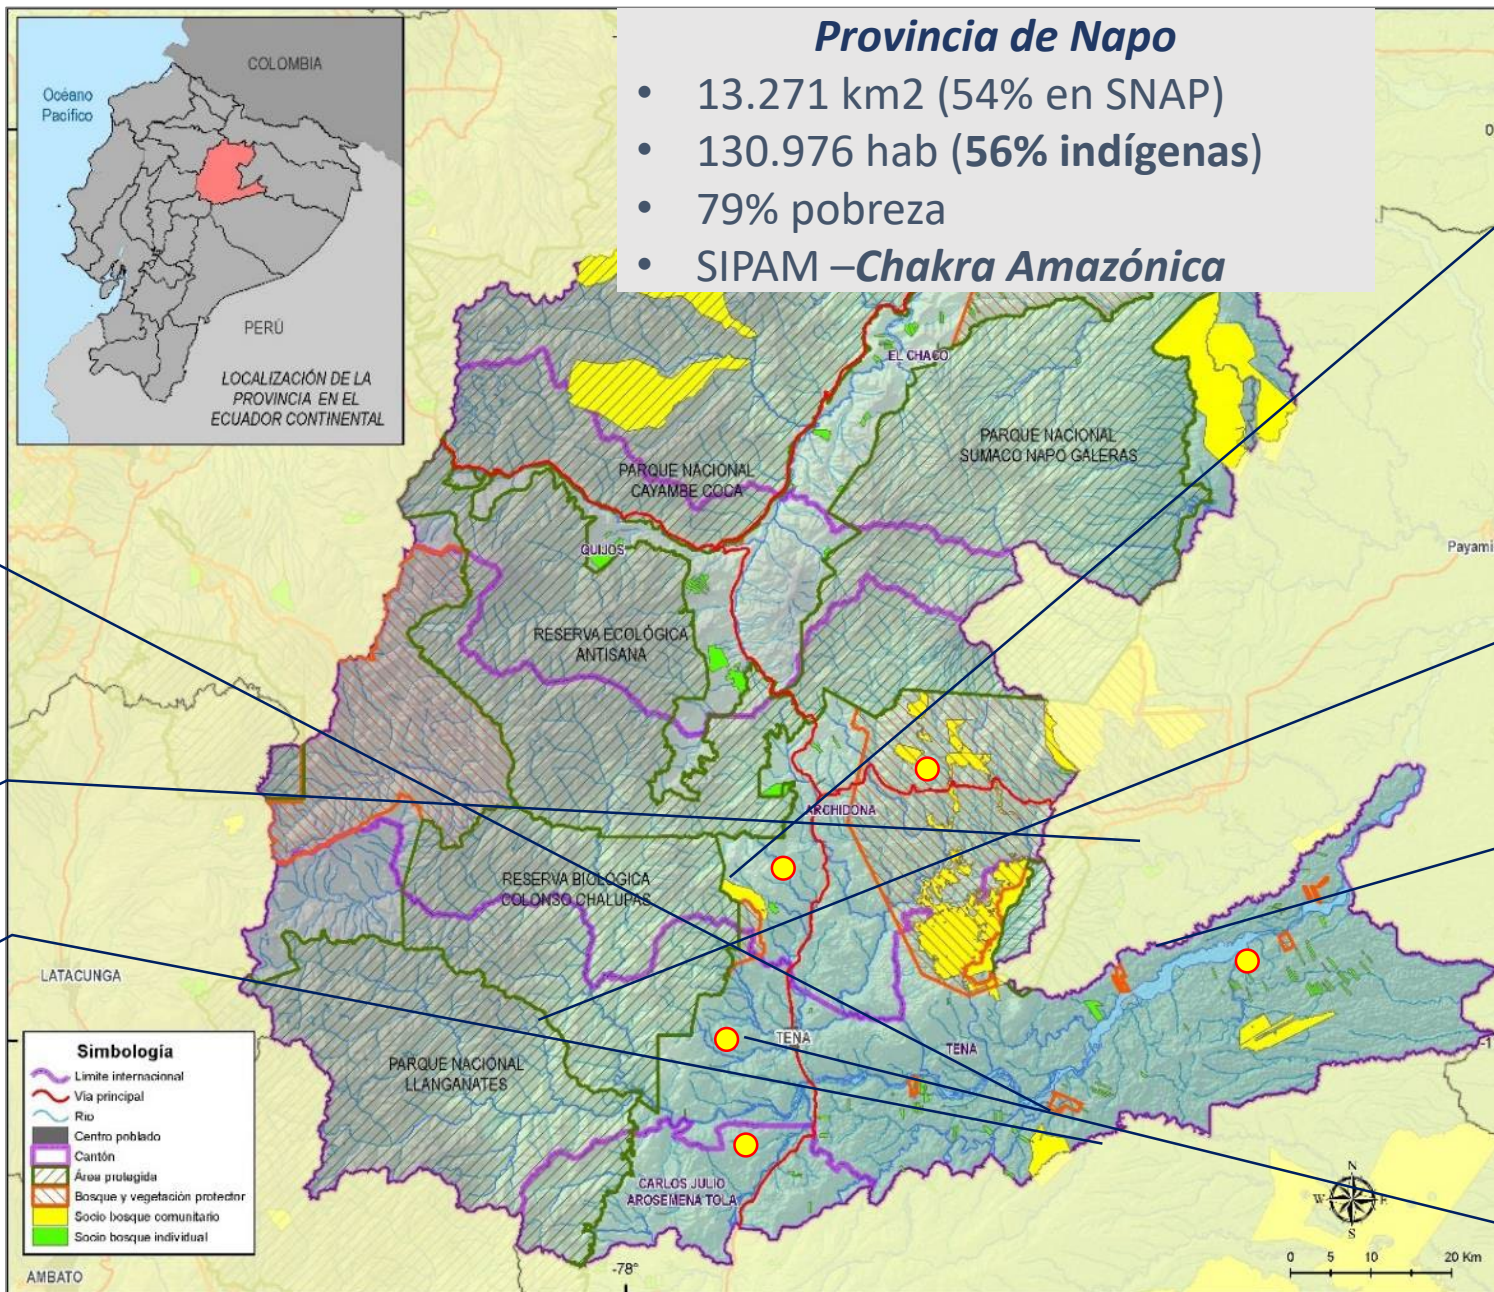 Provincia de Napo
• 13.271 km2 (54% en SNAP)
• 130.976 hab (56% indígenas)
• 79% pobreza
• SIPAM –Chakra Amazónica
COLOMBIA
Océano
Pacífico
PERÚ
LOCALIZACIÓN DE LA
PROVINCIA EN EL
ECUADOR CONTINENTAL
0
EL CHACO
PARQUE NACIONAL
SUMACO NAPO GALERAS
PARQUE NACIONAL
CAYAMBE COCA
QUIJOS
Payami
RESERVA ECOLÓGICA
ANTISANA
ARCHIDONA
RESERVA BIOLÓGICA
COLONSO CHALUPAS
LATACUNGA
TENA
TENA
-1
PARQUE NACIONAL
LLANGANATES
CARLOS JULIO
AROSEMENA TOLA
Simbología
Límite internacional
Vía principal
Río
Centro poblado
Cantón
Área protegida
Bosque y vegetación protector
Socio bosque comunitario
Socio bosque individual
N
W E
S
0 5 10 20 Km
-78°
AMBATO